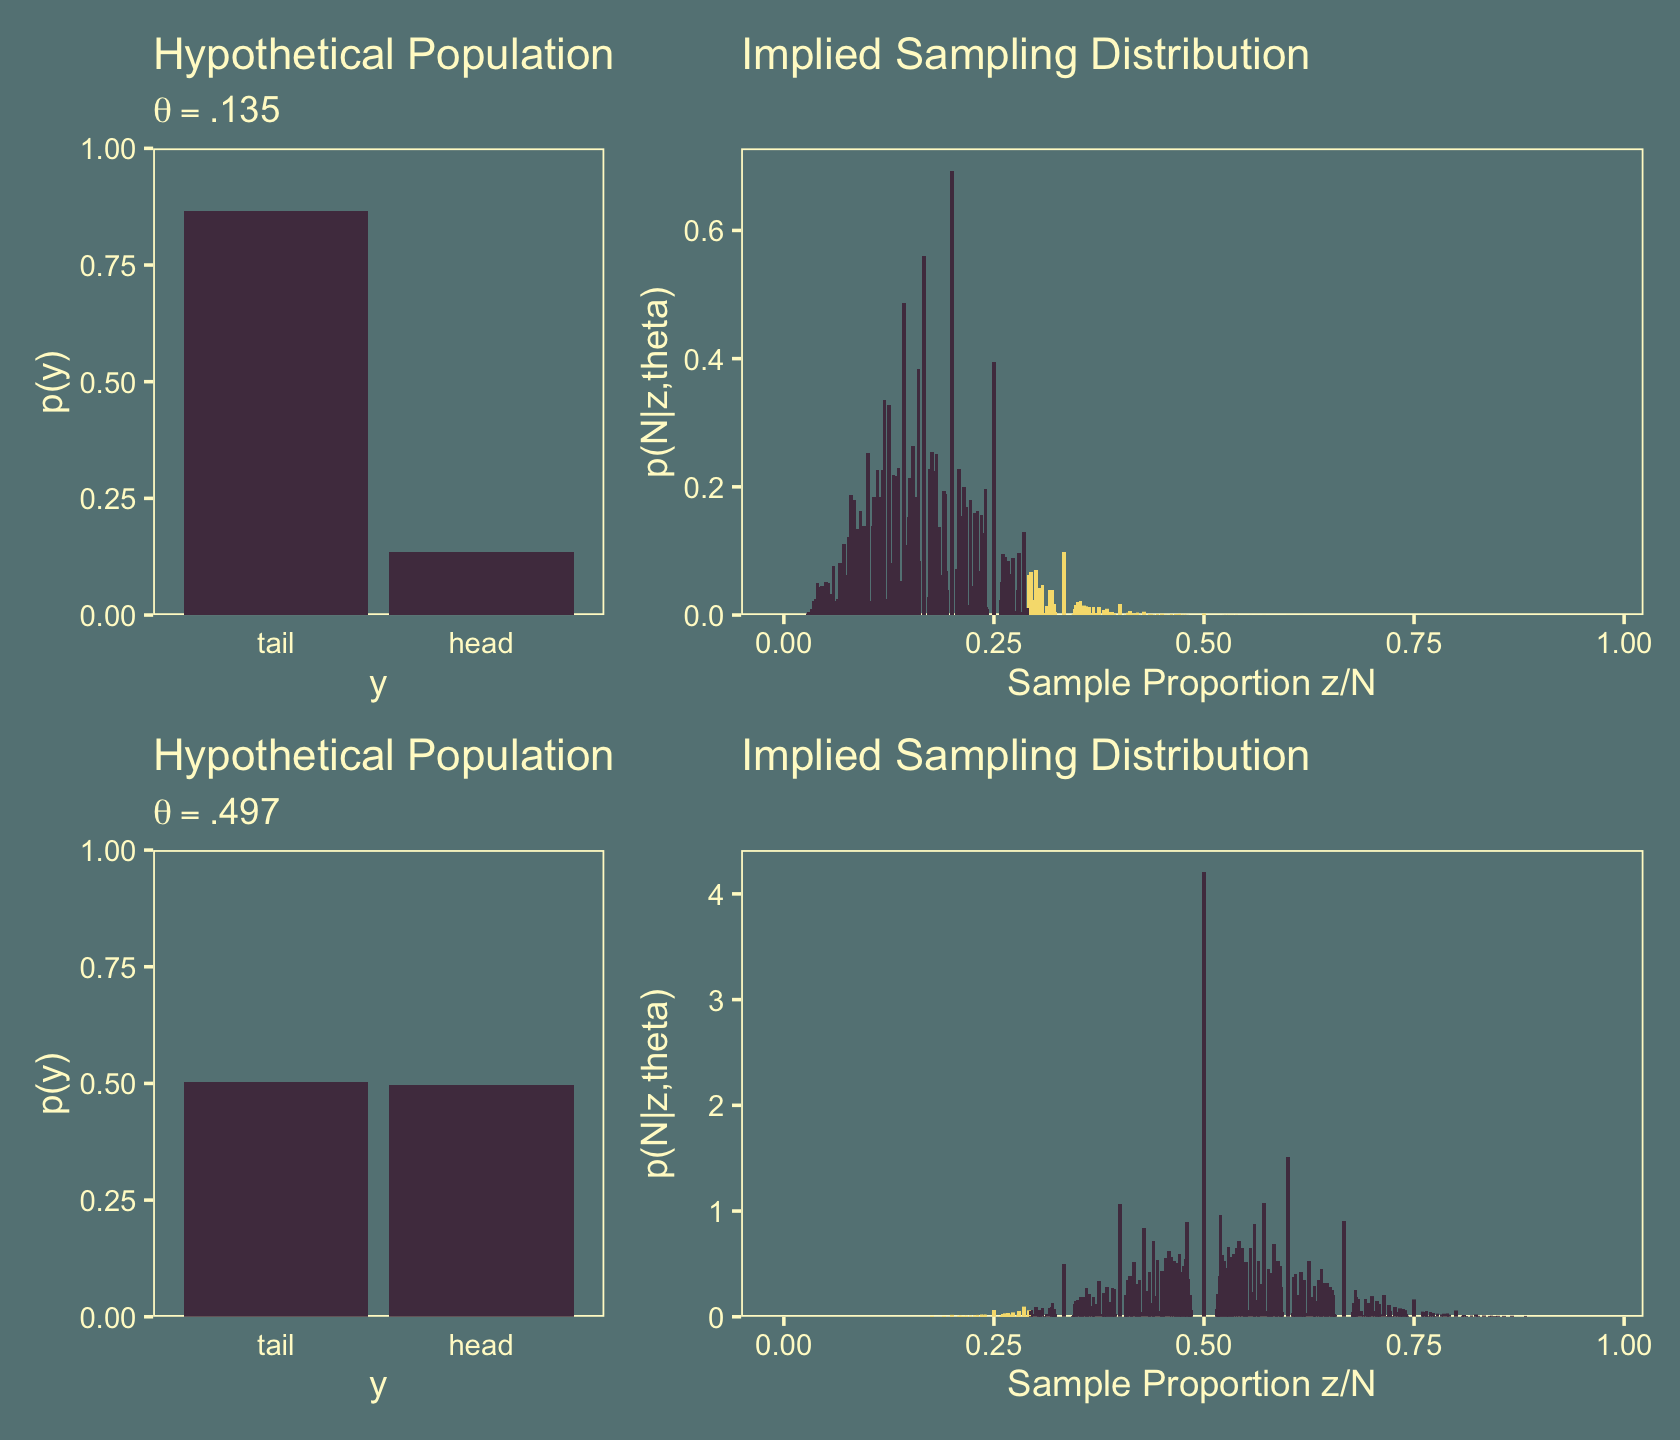 Hypothetical Population
θ = .135
1.00
0.75
0.50
0.25
0.00
p(y)
tail head
y
Implied Sampling Distribution
0.6
0.4
0.2
0.0
p(N|z,theta)
0.00 0.25 0.50 0.75 1.00
Sample Proportion z/N
Hypothetical Population
θ = .497
1.00
0.75
0.50
0.25
0.00
p(y)
tail head
y
Implied Sampling Distribution
4
3
2
1
0
p(N|z,theta)
0.00 0.25 0.50 0.75 1.00
Sample Proportion z/N